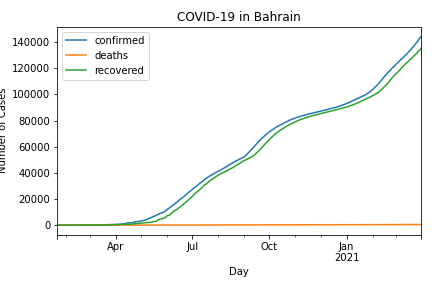 COVID-19 in Bahrain
confirmed
deaths
recovered
140000
120000
100000
80000
60000
40000
20000
0
Number of Cases
Apr
Jul
Oct
Jan
2021
Day